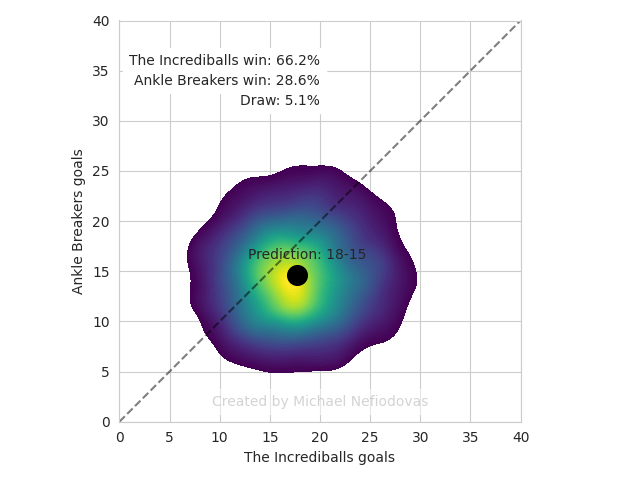 The Incrediballs win: 66.2%
Ankle Breakers win: 28.6%
Draw: 5.1%
Prediction: 18-15
Created by Michael Nefiodovas
Ankle Breakers goals
40
35
30
25
20
15
10
5
0
0 5 10 15 20 25 30 35 40
The Incrediballs goals